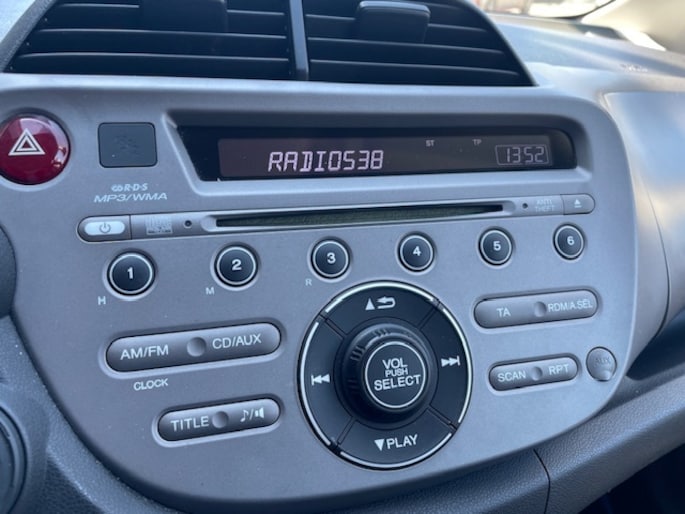 RADIO538
ST
TP
13:52
R·D·S
MP3/WMA
ANTI
THEFT
1
2
3
4
5
6
H
M
R
AM/FM
CD/AUX
CLOCK
TITLE
VOL
PUSH
SELECT
PLAY
TA
RDM/A.SEL
SCAN
RPT
AUX